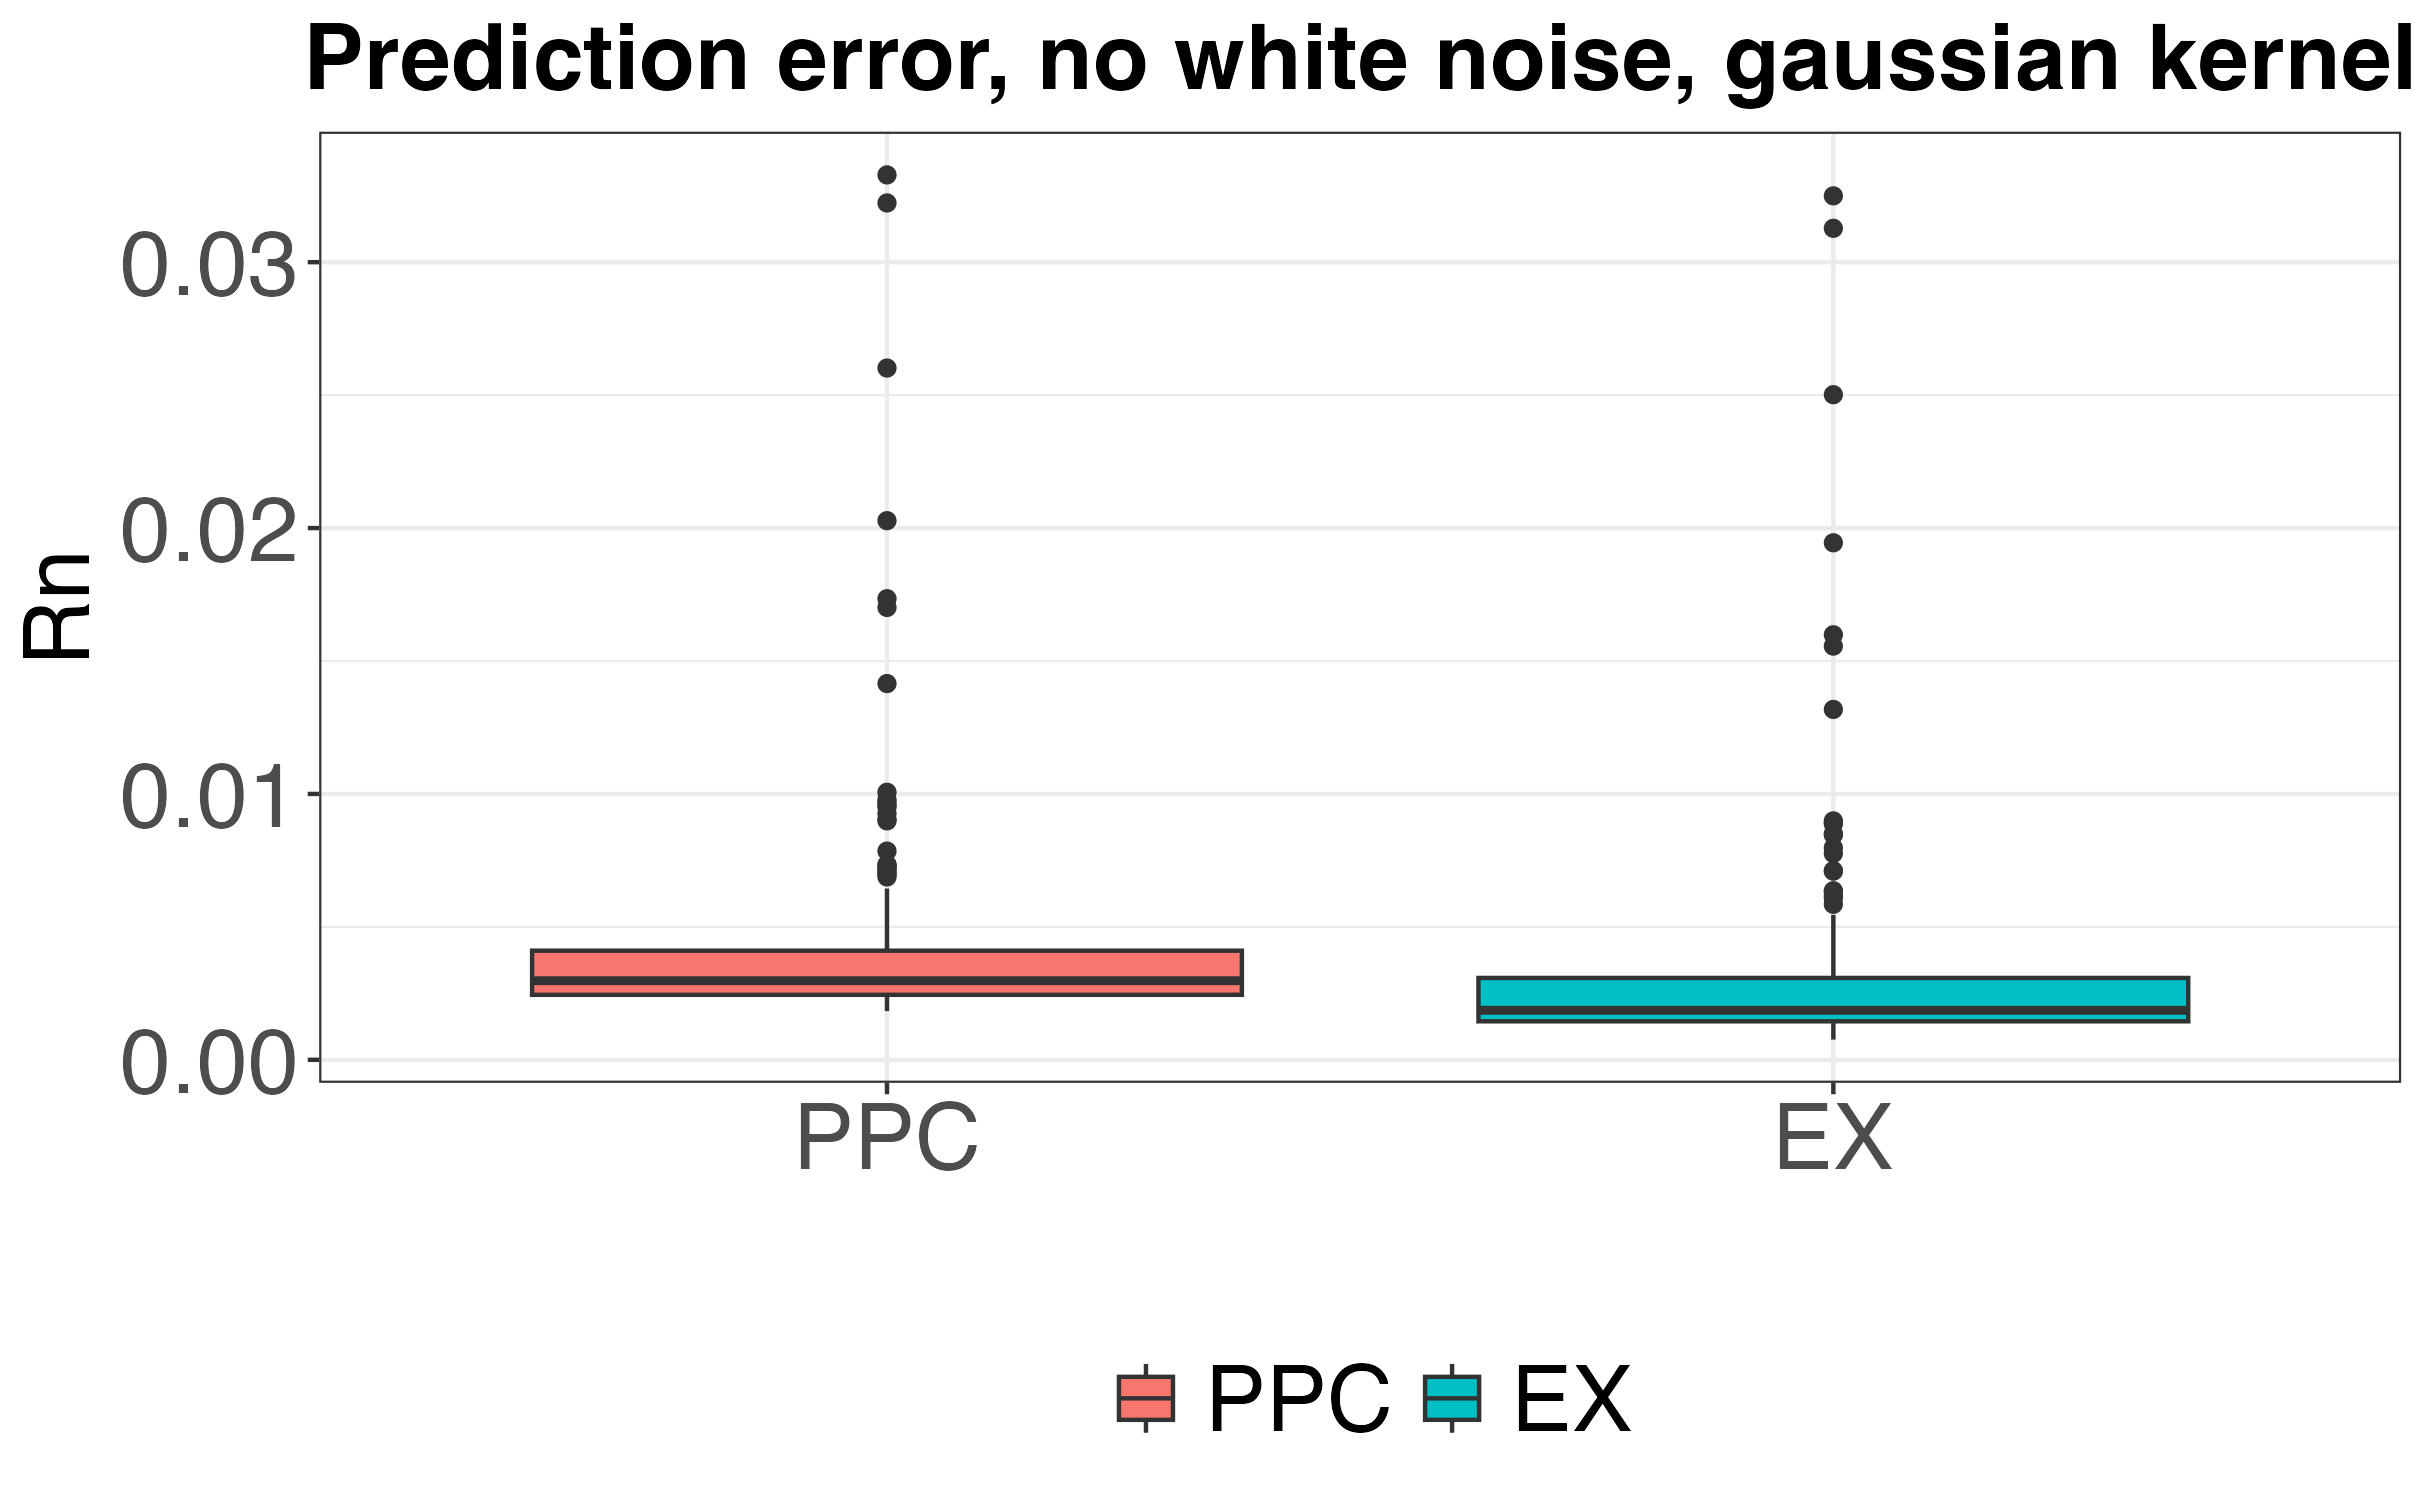 Prediction error, no white noise, gaussian kernel
Rn
0.03
0.02
0.01
0.00
PPC EX
PPC EX